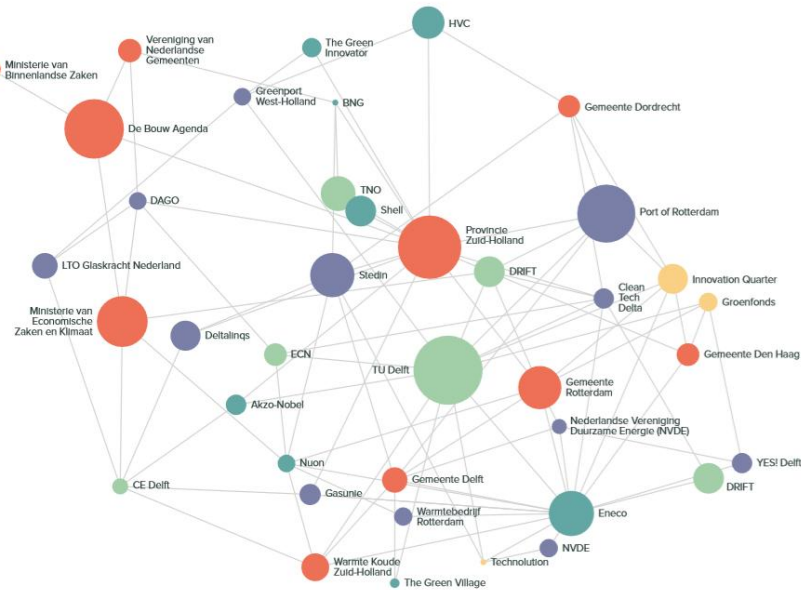 HVC
Vereniging van
Nederlandse
Gemeenten
The Green
Innovator
Ministerie van
Binnenlandse Zaken
Greenport
West-Holland
BNG
Gemeente Dordrecht
De Bouw Agenda
TNO
DAGO
Shell
Port of Rotterdam
Provincie
Zuid-Holland
LTO Glaskracht Nederland
Stedin
DRIFT
Innovation Quarter
Clean
Tech
Delta
Groenfonds
Ministerie van
Economische
Zaken en Klimaat
Deltalinqs
ECN
TU Delft
Gemeente Den Haag
Gemeente
Rotterdam
Akzo-Nobel
Nederlandse Vereniging
Duurzame Energie (NVDE)
Nuon
YES! Delft
CE Delft
Gemeente Delft
DRIFT
Gasunie
Warmtebedrijf
Rotterdam
Eneco
NVDE
Warmte Koude
Zuid-Holland
Technolution
The Green Village